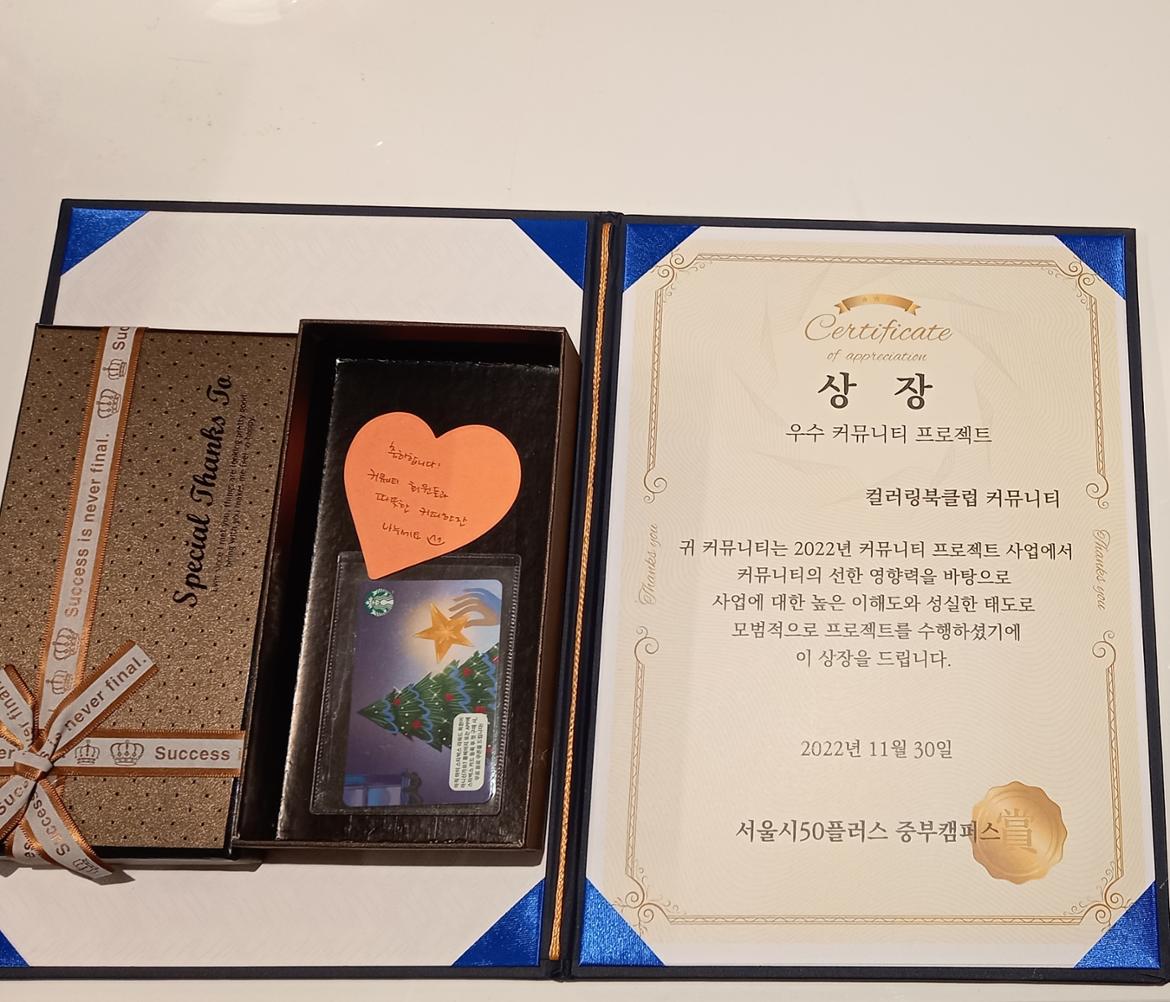 Success is never final.
Suc
Special Thanks To
never final.
Success
축하합니다!
커뮤니티 회원들과
따뜻한 커피한잔
나누세요
Certificate
of appreciation
상 장
우수 커뮤니티 프로젝트
컬러링북클럽 커뮤니티
귀 커뮤니티는 2022년 커뮤니티 프로젝트 사업에서
커뮤니티의 선한 영향력을 바탕으로
사업에 대한 높은 이해도와 성실한 태도로
모범적으로 프로젝트를 수행하셨기에
이 상장을 드립니다.
2022년 11월 30일
서울시50플러스 중부캠퍼스
賞
Thanks you
Thanks you